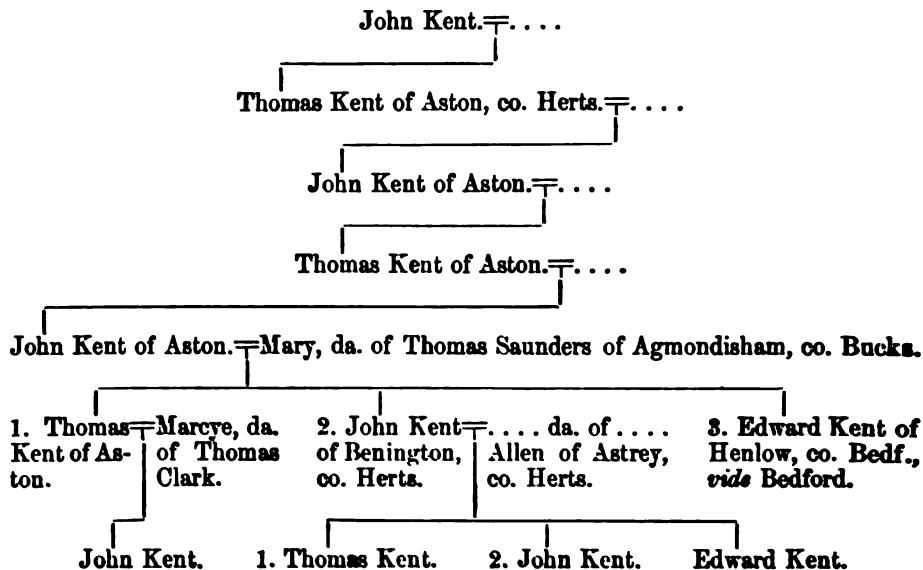 John Kent.=....
Thomas Kent of Aston, co. Herts.=....
John Kent of Aston.=....
Thomas Kent of Aston.=....
John Kent of Aston.=Mary, da. of Thomas Saunders of Agmondisham, co. Bucks.
1. Thomas=Marcye, da. 2. John Kent=.... da. of .... 3. Edward Kent of
Kent of As- of Thomas of Benington, Allen of Astrey, Henlow, co. Bedf.,
ton. Clark. co. Herts. co. Herts. vide Bedford.
John Kent. 1. Thomas Kent. 2. John Kent. Edward Kent.